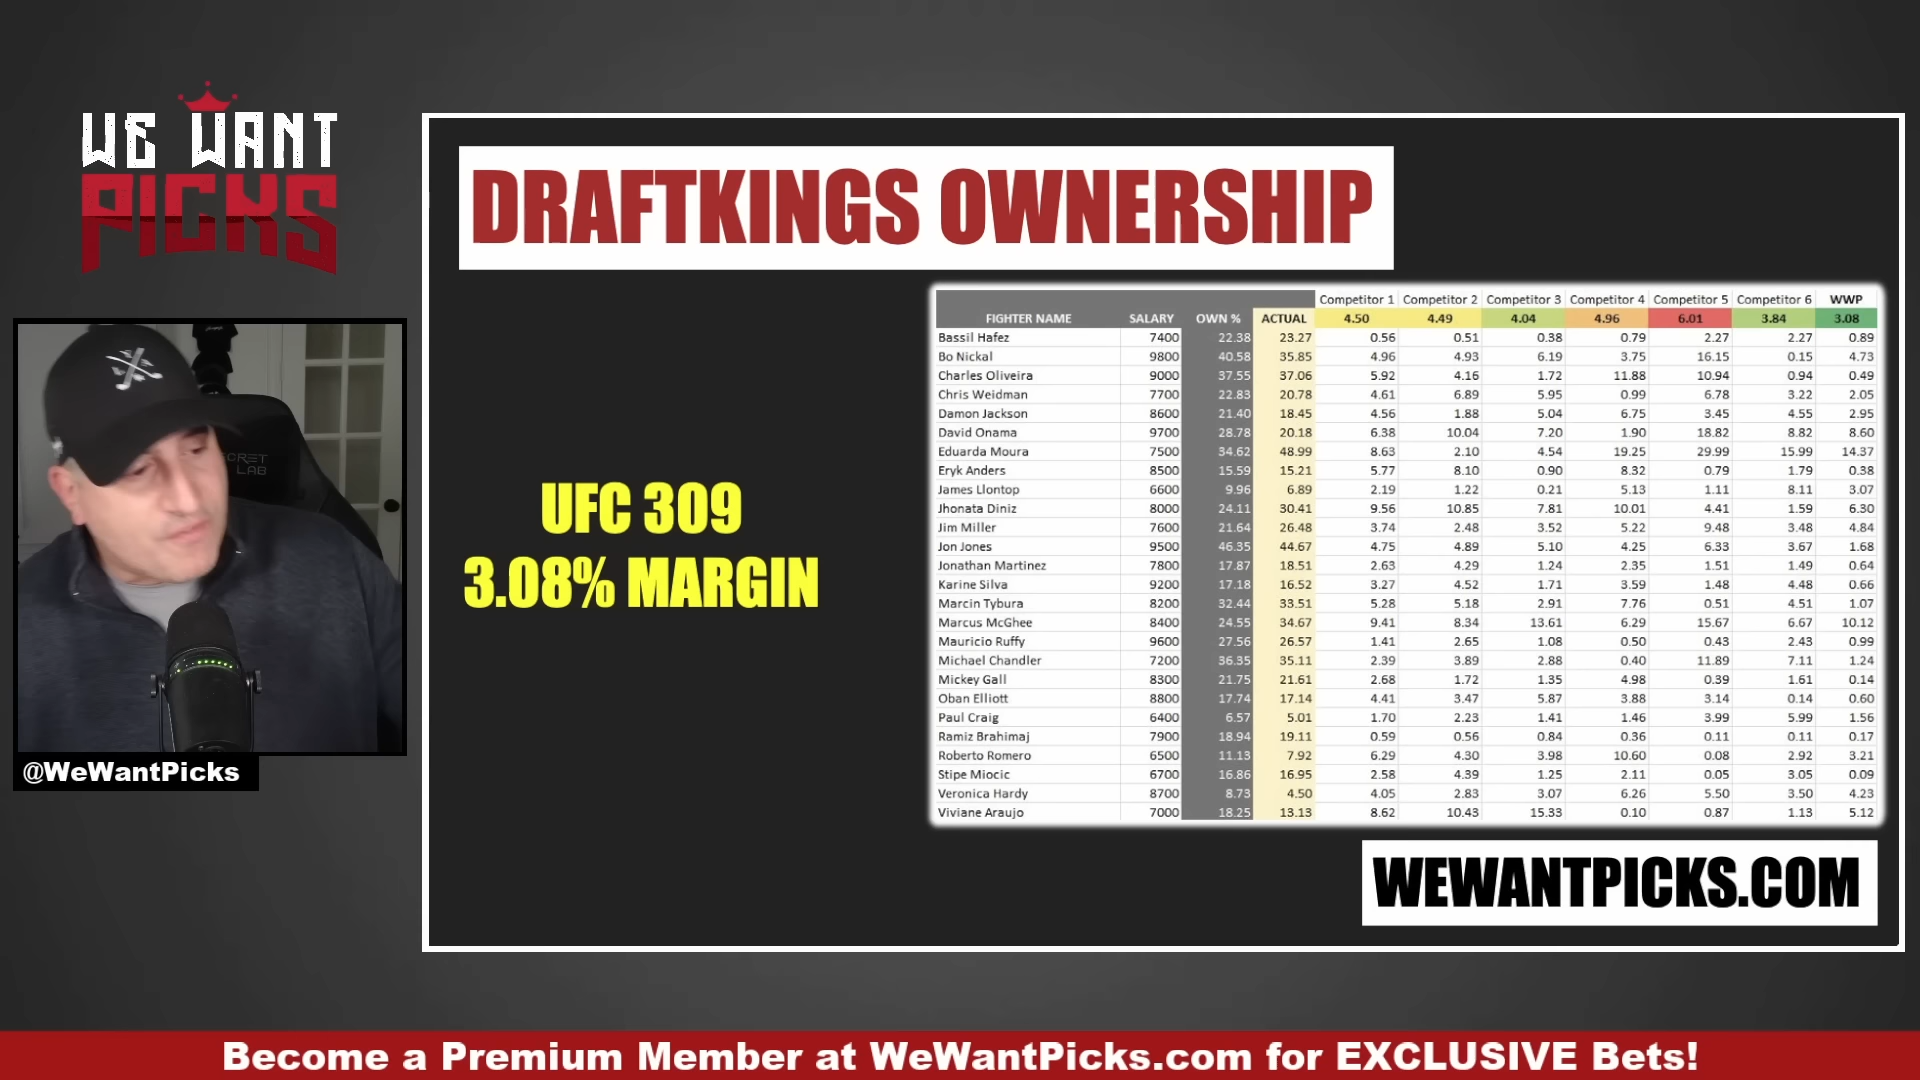 WE WANT
PICKS
DRAFTKINGS OWNERSHIP
UFC 309
3.08% MARGIN
Competitor 1 Competitor 2 Competitor 3 Competitor 4 Competitor 5 Competitor 6 WWP
FIGHTER NAME SALARY OWN % ACTUAL 4.50 4.49 4.04 4.96 6.01 3.84 3.08
Bassil Hafez 7400 22.38 23.27 0.56 0.51 0.38 0.79 2.27 2.27 0.89
Bo Nickal 9800 40.58 35.85 4.96 4.93 6.19 3.75 16.15 0.15 4.73
Charles Oliveira 9000 37.55 37.06 5.92 4.16 1.72 11.88 10.94 0.94 0.49
Chris Weidman 7700 22.83 20.78 4.61 6.89 5.95 0.99 6.78 3.22 2.05
Damon Jackson 8600 21.40 18.45 4.56 1.88 5.04 6.75 3.45 4.55 2.95
David Onama 9700 28.78 20.18 6.38 10.04 7.20 1.90 18.82 8.82 8.60
Eduarda Moura 7500 34.62 48.99 8.63 2.10 4.54 19.25 29.99 15.99 14.37
Eryk Anders 8500 15.59 15.21 5.77 8.10 0.90 8.32 0.79 1.79 0.38
James Llontop 6600 9.96 6.89 2.19 1.22 0.21 5.13 1.11 8.11 3.07
Jhonata Diniz 8000 24.11 30.41 9.56 10.85 7.81 10.01 4.41 1.59 6.30
Jim Miller 7600 21.64 26.48 3.74 2.48 3.52 5.22 9.48 3.48 4.84
Jon Jones 9500 46.35 44.67 4.75 4.89 5.10 4.25 6.33 3.67 1.68
Jonathan Martinez 7800 17.87 18.51 2.63 4.29 1.24 2.35 1.51 1.49 0.64
Karine Silva 9200 17.18 16.52 3.27 4.52 1.71 3.59 1.48 4.48 0.66
Marcin Tybura 8200 32.44 33.51 5.28 5.18 2.91 7.76 0.51 4.51 1.07
Marcus McGhee 8400 24.55 34.67 9.41 8.34 13.61 6.29 15.67 6.67 10.12
Mauricio Ruffy 9600 27.56 26.57 1.41 2.65 1.08 0.50 0.43 2.43 0.99
Michael Chandler 7200 36.35 35.11 2.39 3.89 2.88 0.40 11.89 7.11 1.24
Mickey Gall 8300 21.75 21.61 2.68 1.72 1.35 4.98 0.39 1.61 0.14
Oban Elliott 8800 17.74 17.14 4.41 3.47 5.87 3.88 3.14 0.14 0.60
Paul Craig 6400 6.57 5.01 1.70 2.23 1.41 1.46 3.99 5.99 1.56
Ramiz Brahimaj 7900 18.94 19.11 0.59 0.56 0.84 0.36 0.11 0.11 0.17
Roberto Romero 6500 11.13 7.92 6.29 4.30 3.98 10.60 0.08 2.92 3.21
Stipe Miocic 6700 16.86 16.95 2.58 4.39 1.25 2.11 0.05 3.05 0.09
Veronica Hardy 8700 8.73 4.50 4.05 2.83 3.07 6.26 5.50 3.50 4.23
Viviane Araujo 7000 18.25 13.13 8.62 10.43 15.33 0.10 0.87 1.13 5.12
@WeWantPicks
WEWANTPICKS.COM
Become a Premium Member at WeWantPicks.com for EXCLUSIVE Bets!